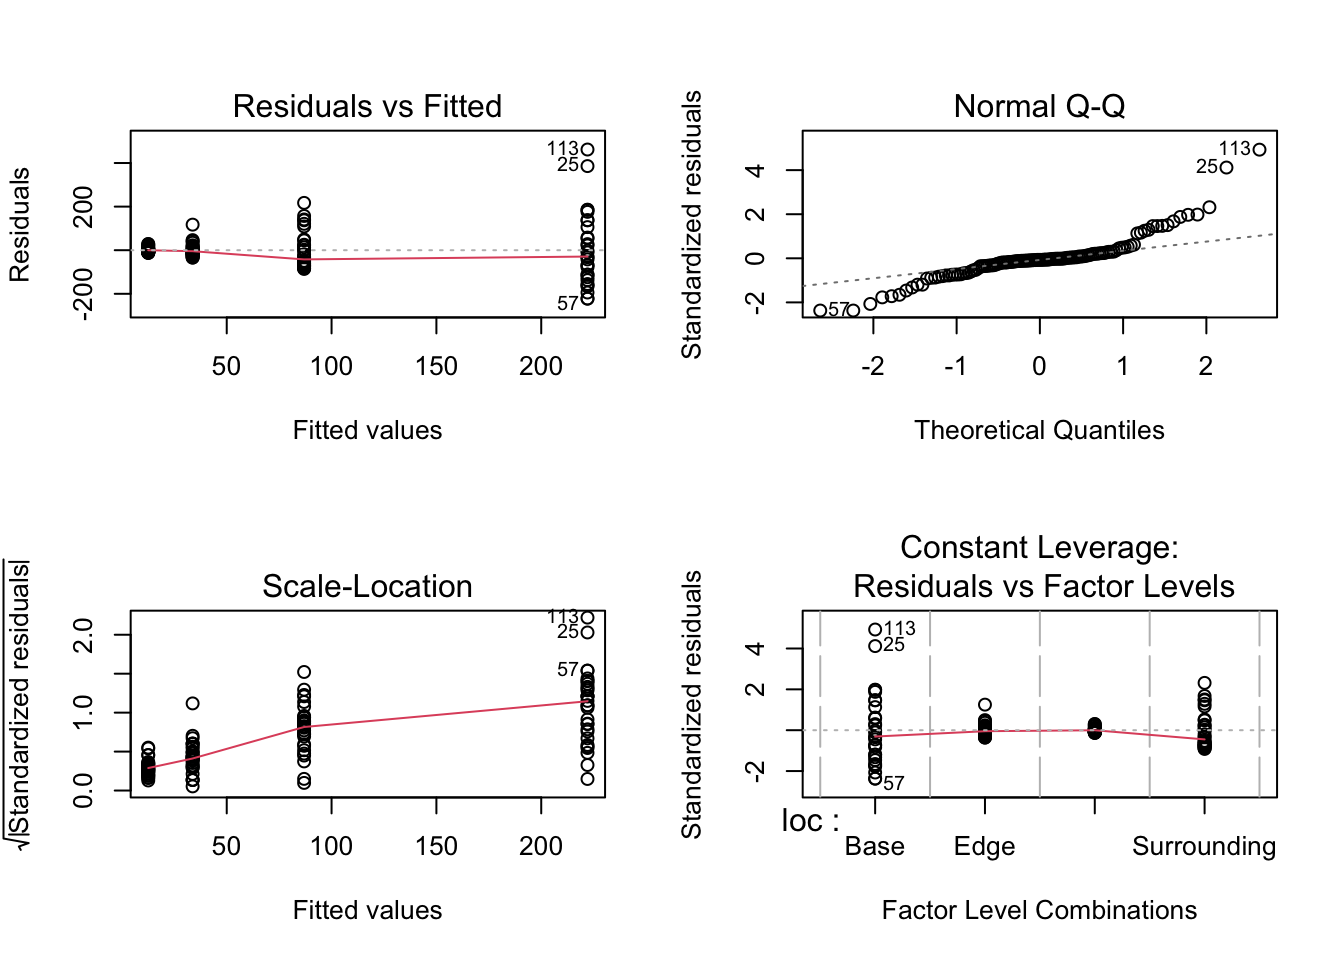 Residuals vs Fitted
Residuals
-200
200
113
25
57
50
100
150
200
Fitted values
Normal Q-Q
Standardized residuals
-2
0
2
4
113
25
57
-2
-1
0
1
2
Theoretical Quantiles
Scale-Location
√|Standardized residuals|
0.0
1.0
2.0
113
25
57
50
100
150
200
Fitted values
Constant Leverage:
Residuals vs Factor Levels
Standardized residuals
-2
2
4
113
25
57
loc :
Base
Edge
Surrounding
Factor Level Combinations